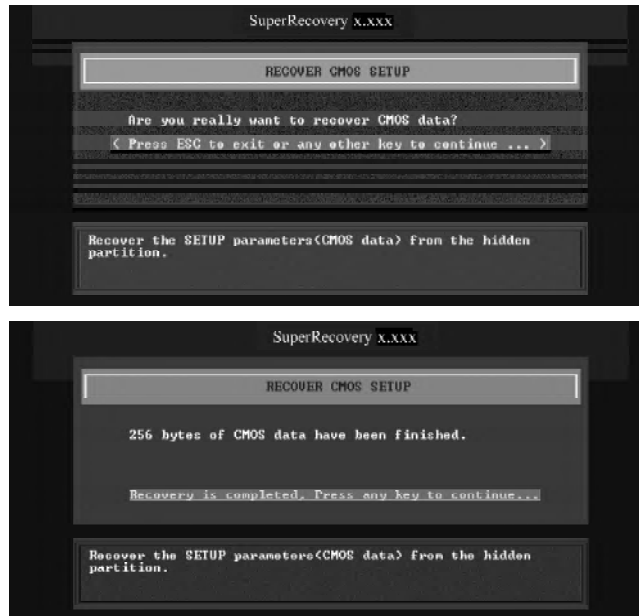 SuperRecovery x.xxx
RECOVER CMOS SETUP
Are you really want to recover CMOS data?
< Press ESC to exit or any other key to continue ... >
Recover the SETUP parameters(CMOS data) from the hidden
partition.
SuperRecovery x.xxx
RECOVER CMOS SETUP
256 bytes of CMOS data have been finished.
Recovery is completed, Press any key to continue...
Recover the SETUP parameters(CMOS data) from the hidden
partition.